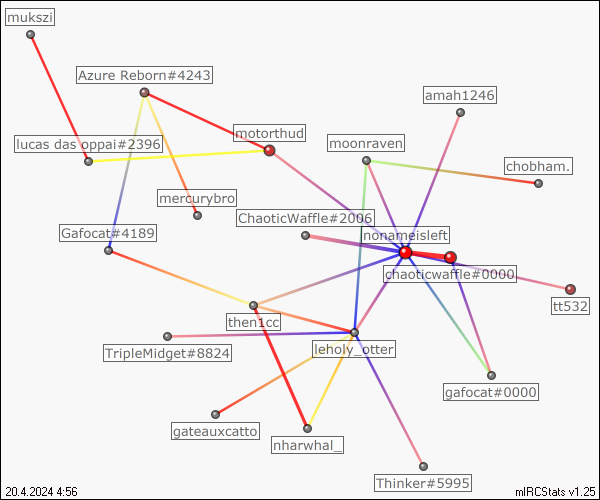 mukszi
Azure Reborn#4243
amah1246
motorthud
lucas das oppai#2396
moonraven
chobham.
mercurybro
ChaoticWaffle#2006
Gafocat#4189
nonameisleft
chaoticwaffle#0000
tt532
then1cc
TripleMidget#8824
leholy_otter
gafocat#0000
gateauxcatto
nharwhal_
Thinker#5995
20.4.2024 4:56
mIRCStats v1.25